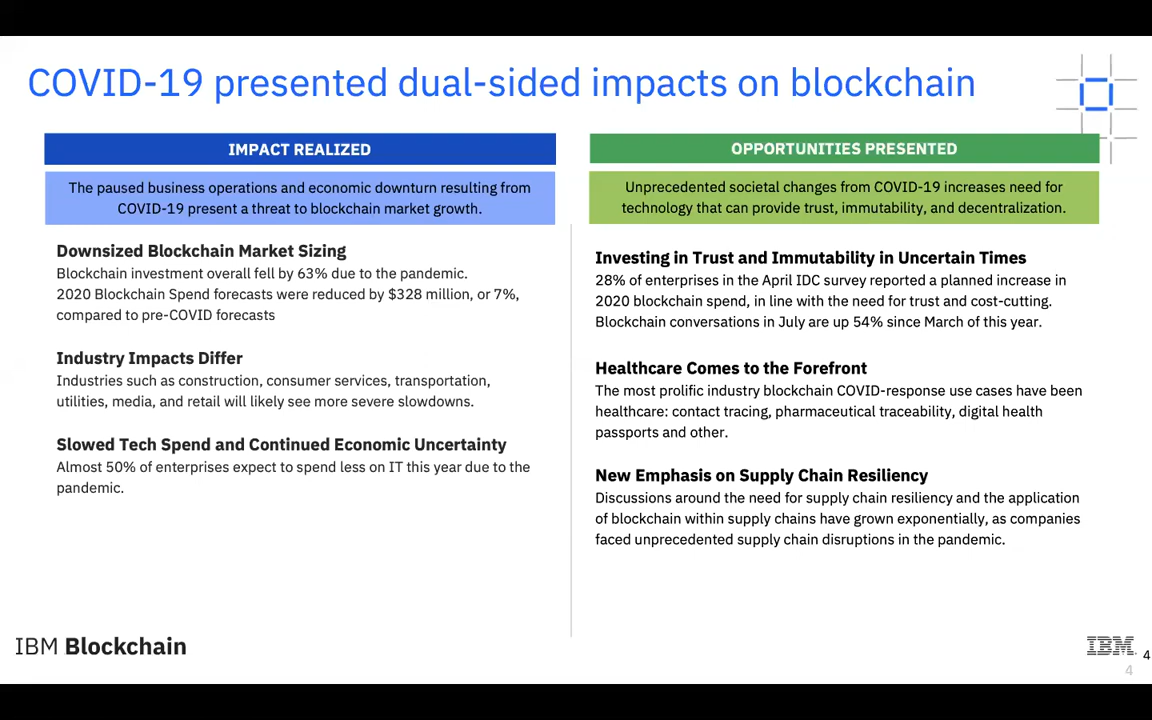 COVID-19 presented dual-sided impacts on blockchain
IMPACT REALIZED
The paused business operations and economic downturn resulting from
COVID-19 present a threat to blockchain market growth.
Downsized Blockchain Market Sizing
Blockchain investment overall fell by 63% due to the pandemic.
2020 Blockchain Spend forecasts were reduced by $328 million, or 7%,
compared to pre-COVID forecasts
Industry Impacts Differ
Industries such as construction, consumer services, transportation,
utilities, media, and retail will likely see more severe slowdowns.
Slowed Tech Spend and Continued Economic Uncertainty
Almost 50% of enterprises expect to spend less on IT this year due to the
pandemic.
OPPORTUNITIES PRESENTED
Unprecedented societal changes from COVID-19 increases need for
technology that can provide trust, immutability, and decentralization.
Investing in Trust and Immutability in Uncertain Times
28% of enterprises in the April IDC survey reported a planned increase in
2020 blockchain spend, in line with the need for trust and cost-cutting.
Blockchain conversations in July are up 54% since March of this year.
Healthcare Comes to the Forefront
The most prolific industry blockchain COVID-response use cases have been
healthcare: contact tracing, pharmaceutical traceability, digital health
passports and other.
New Emphasis on Supply Chain Resiliency
Discussions around the need for supply chain resiliency and the application
of blockchain within supply chains have grown exponentially, as companies
faced unprecedented supply chain disruptions in the pandemic.
IBM Blockchain
IBM
4
4